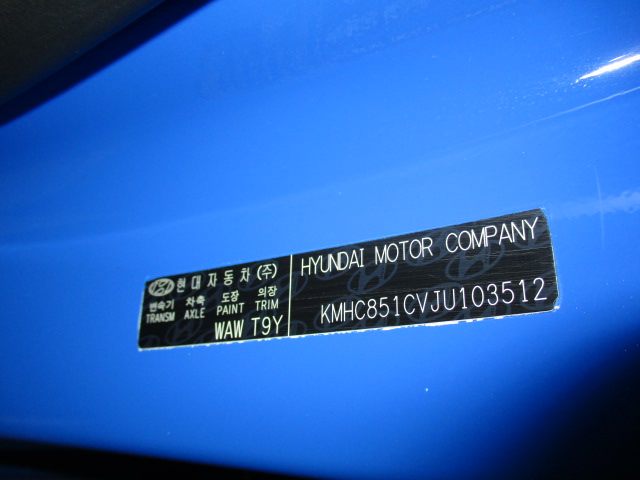 현대자동차(주)
변속기 차축 도장 의장
TRANSM AXLE PAINT TRIM
WAW T9Y
HYUNDAI MOTOR COMPANY
KMHC851CVJU103512